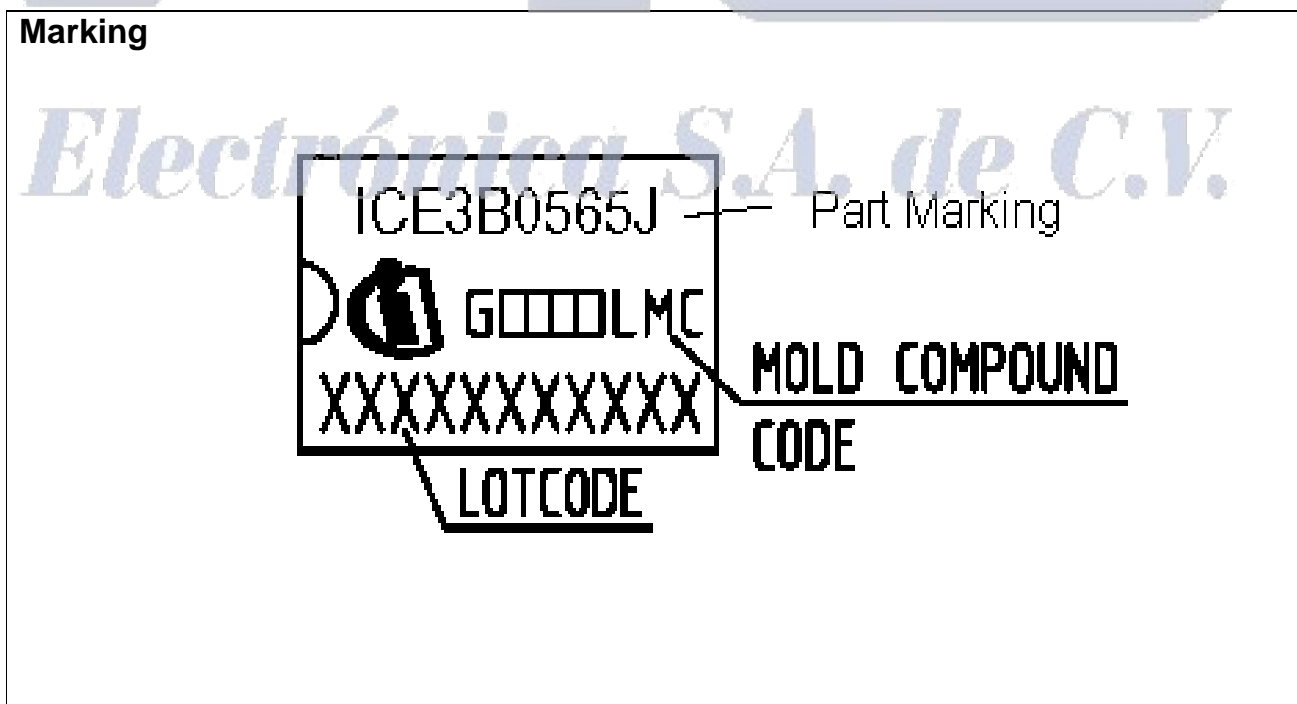 Marking
Electrónica S.A. de C.V.
ICE3B0565J
Part Marking
G□□□□LMC
MOLD COMPOUND
CODE
XXXXXXXXXXX
LOTCODE